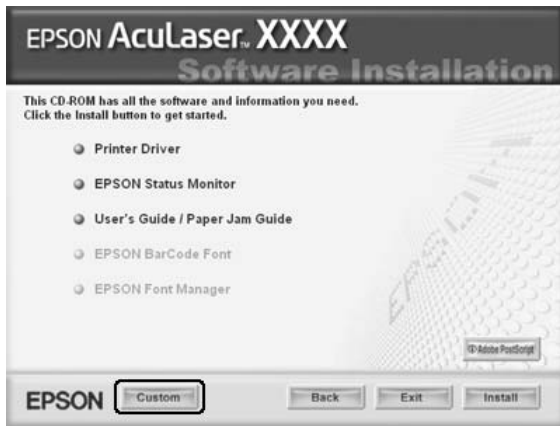 EPSON AcuLaser™ XXXX
Software Installation
This CD-ROM has all the software and information you need.
Click the Install button to get started.
Printer Driver
EPSON Status Monitor
User's Guide / Paper Jam Guide
EPSON BarCode Font
EPSON Font Manager
EPSON
Adobe PostScript
EPSON
Custom
Back
Exit
Install